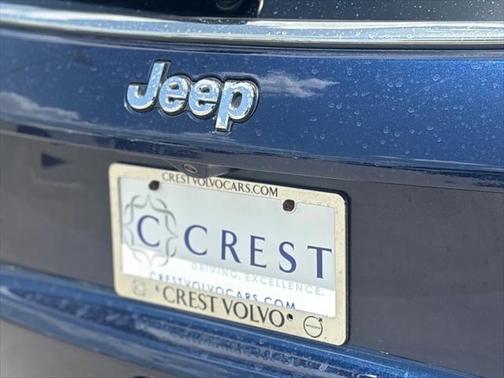 Jeep
CRESTVOLVOCARS.COM
C CREST
DRIVING. EXCELLENCE.
CRESTVOLVOCARS.COM
CREST VOLVO